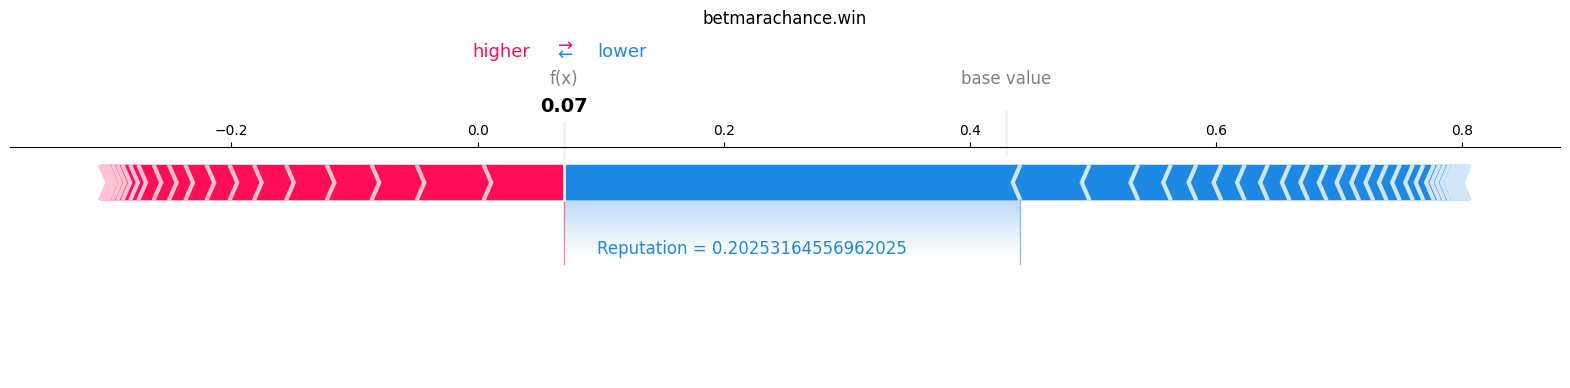 betmarachance.win
higher → ← lower
f(x)
base value
0.07
−0.2 0.0 0.2 0.4 0.6 0.8
Reputation = 0.20253164556962025